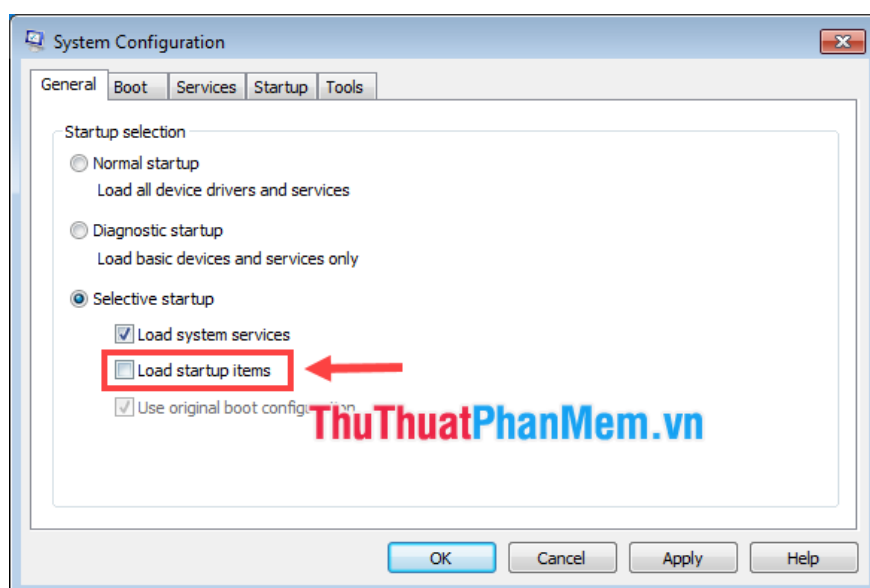 System Configuration
General Boot Services Startup Tools
Startup selection
Normal startup
Load all device drivers and services
Diagnostic startup
Load basic devices and services only
Selective startup
Load system services
Load startup items
Use original boot configuration
ThuThuatPhanMem.vn
OK Cancel Apply Help